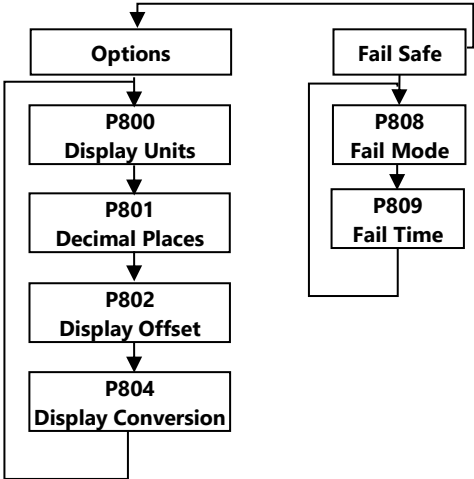 Options
P800
Display Units
P801
Decimal Places
P802
Display Offset
P804
Display Conversion
Fail Safe
P808
Fail Mode
P809
Fail Time